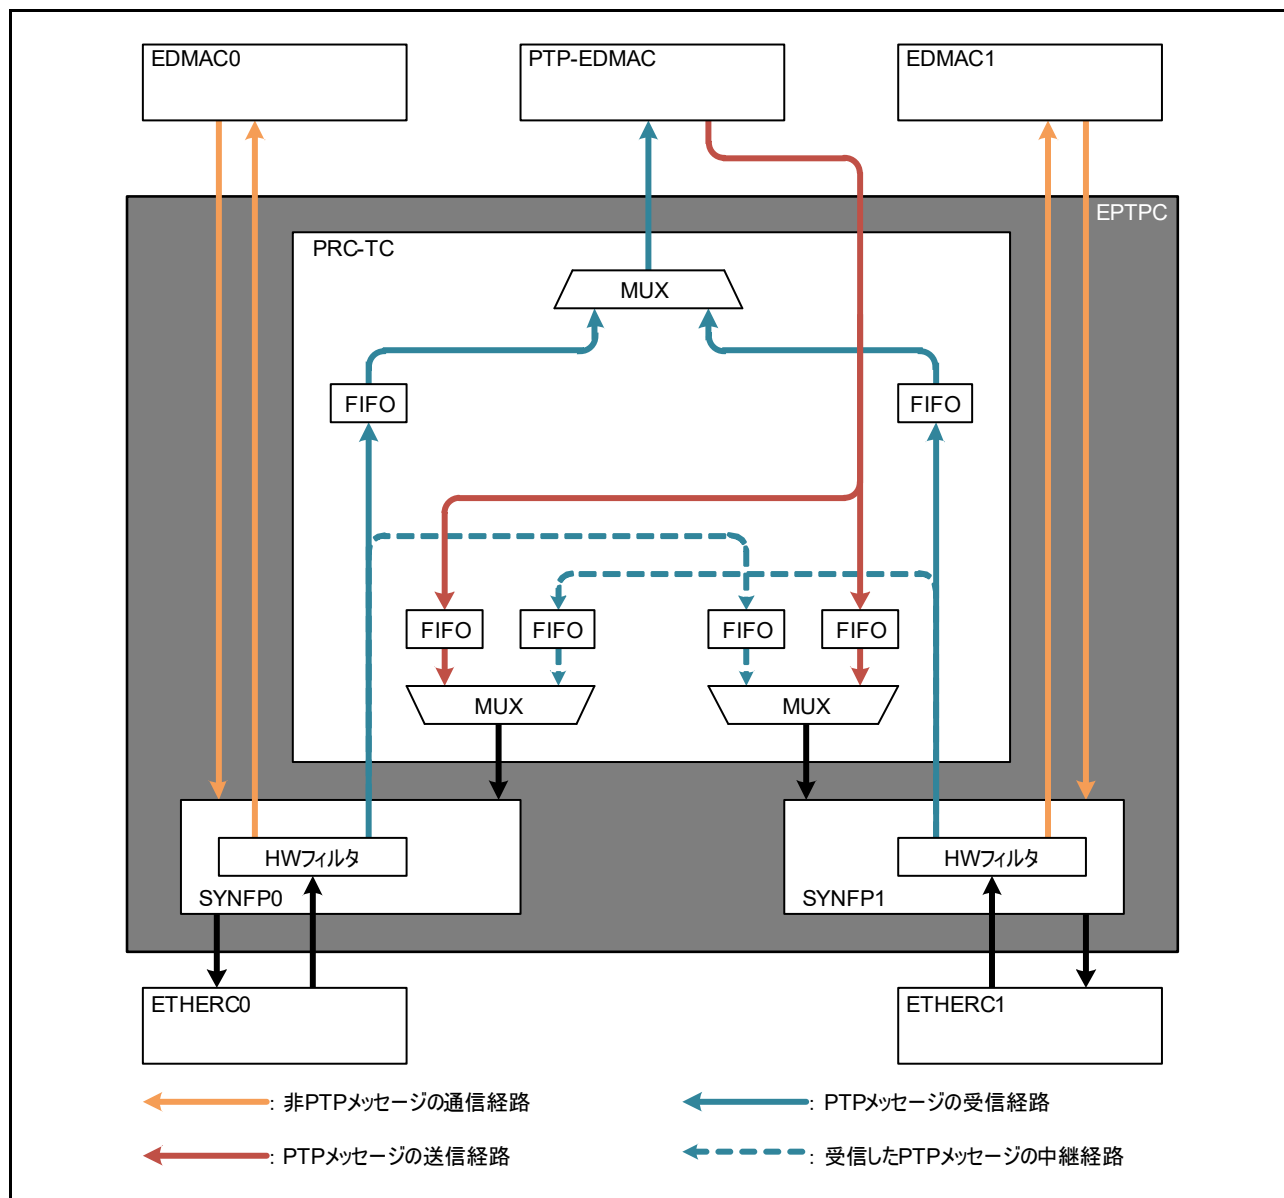 EDMAC0
PTP-EDMAC
EDMAC1
EPTPC
PRC-TC
MUX
FIFO
FIFO
FIFO
FIFO
FIFO
FIFO
MUX
MUX
HWフィルタ
HWフィルタ
SYNFP0
SYNFP1
ETHERC0
ETHERC1
: 非PTPメッセージの通信経路
: PTPメッセージの受信経路
: PTPメッセージの送信経路
: 受信したPTPメッセージの中継経路